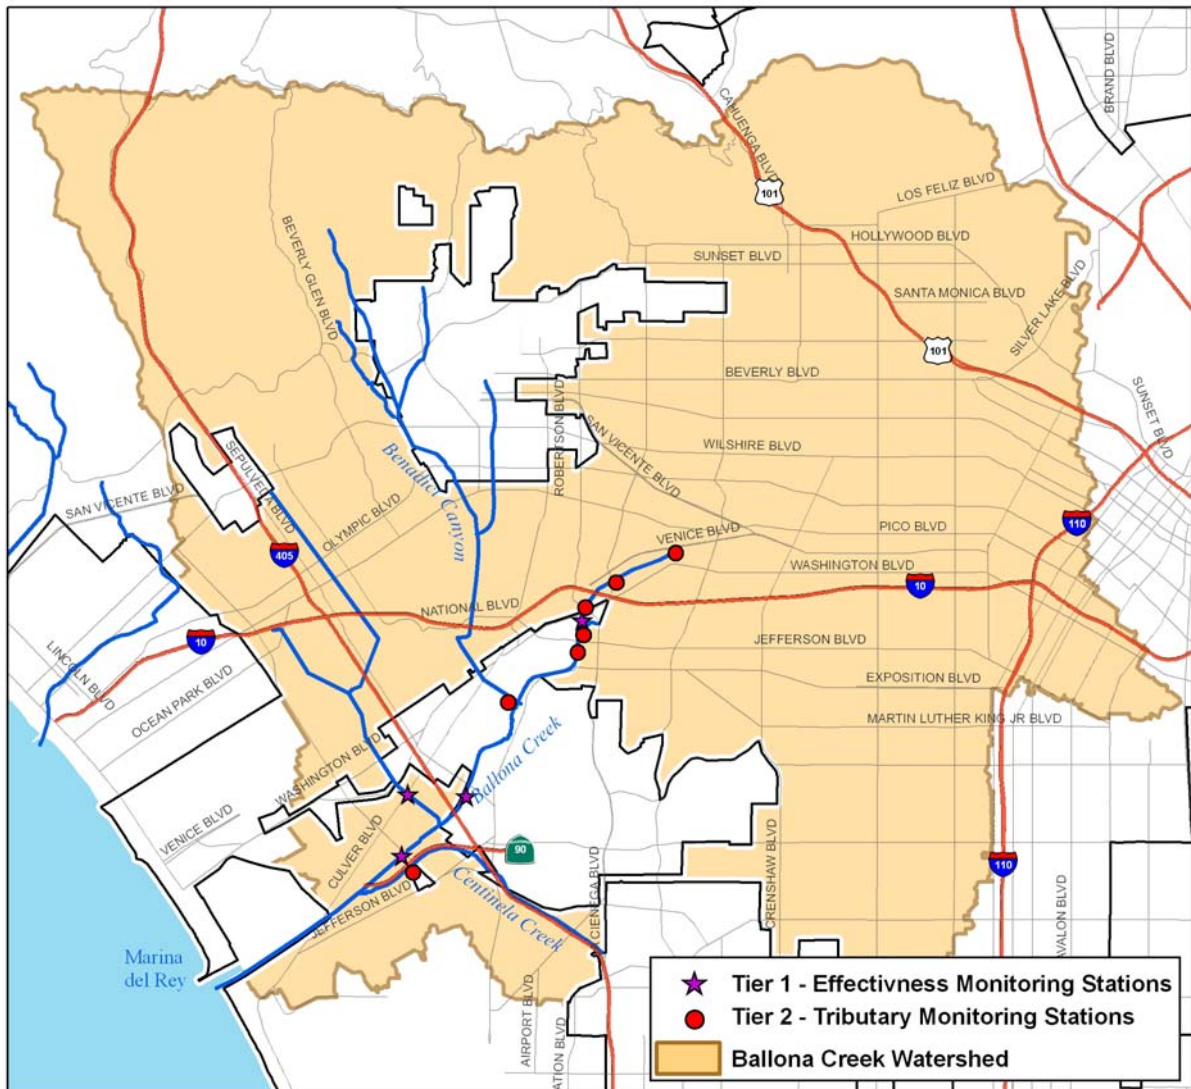 BRAND BLVD
CAHUENGA BLVD
101
LOS FELIZ BLVD
BEVERLY GLEN BLVD
HOLLYWOOD BLVD
SUNSET BLVD
SILVER LAKE BLVD
SANTA MONICA BLVD
101
BEVERLY BLVD
SUNSET BLVD
ROBERTSON BLVD
SAN VICENTE BLVD
WILSHIRE BLVD
SEPULVEDA BLVD
Benadict Canyon
SAN VICENTE BLVD
OLYMPIC BLVD
VENICE BLVD
PICO BLVD
110
405
WASHINGTON BLVD
10
NATIONAL BLVD
10
JEFFERSON BLVD
LINCOLN BLVD
OCEAN PARK BLVD
EXPOSITION BLVD
MARTIN LUTHER KING JR BLVD
WASHINGTON BLVD
Ballona Creek
VENICE BLVD
CULVER BLVD
90
110
CRENSHAW BLVD
JEFFERSON BLVD
Centinela Creek
A CIENEGA BLVD
AVALON BLVD
Marina
del Rey
AIRPORT BLVD
ATION BLVD
Tier 1 - Effectivness Monitoring Stations
Tier 2 - Tributary Monitoring Stations
Ballona Creek Watershed